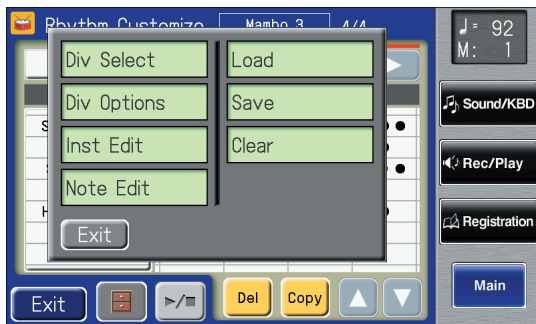 Rhythm Customize Mambo 3 4/4
♩= 92
M: 1
Div Select
Load
Div Options
Save
Inst Edit
Clear
Note Edit
Exit
Sound/KBD
Rec/Play
Registration
Main
Exit
Del
Copy